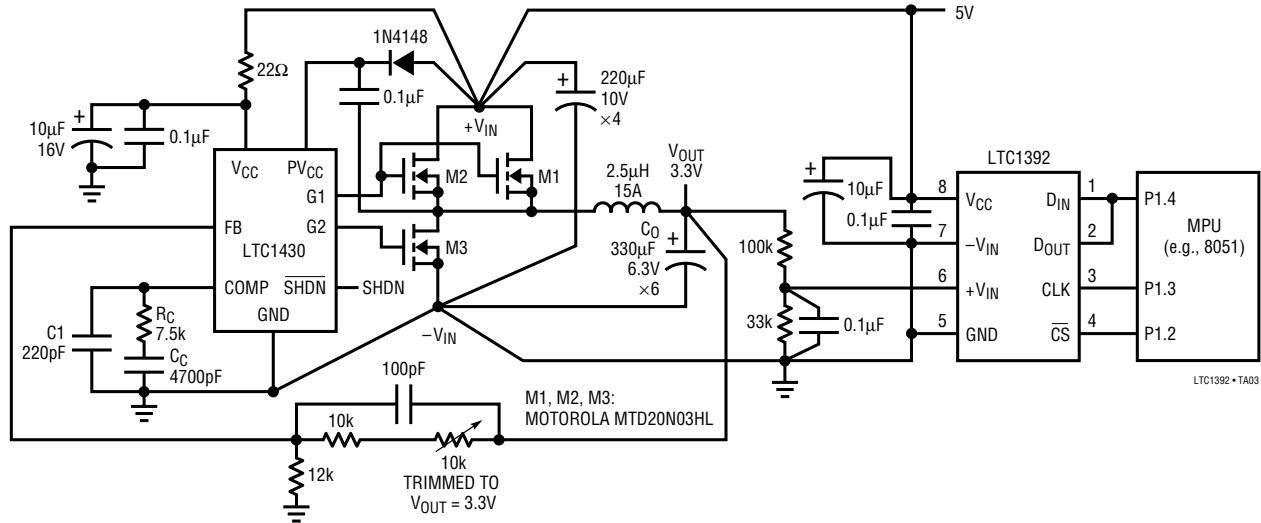 5V
1N4148
22Ω
0.1µF
220µF
10V
×4
+
+VIN
10µF
16V
+
0.1µF
VCC
PVCC
G1
M2
M1
2.5µH
15A
VOUT
3.3V
FB
G2
LTC1430
M3
CO
330µF
6.3V
×6
+
COMP
SHDN
SHDN
GND
−VIN
C1
220pF
RC
7.5k
CC
4700pF
100pF
10k
10k
TRIMMED TO
VOUT = 3.3V
12k
M1, M2, M3:
MOTOROLA MTD20N03HL
100k
33k
0.1µF
+
10µF
0.1µF
LTC1392
8
VCC
DIN
1
P1.4
7
−VIN
DOUT
2
MPU
(e.g., 8051)
6
+VIN
CLK
3
P1.3
5
GND
CS
4
P1.2
LTC1392 • TA03